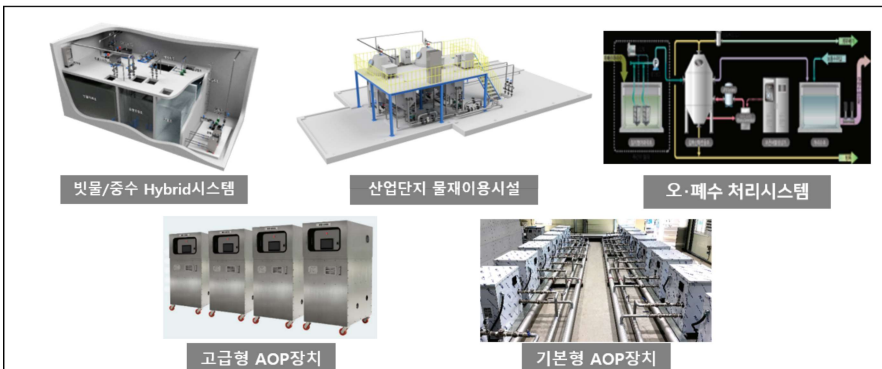 빗물/중수 Hybrid시스템
산업단지 물재이용시설
오·폐수 처리시스템
고급형 AOP장치
기본형 AOP장치